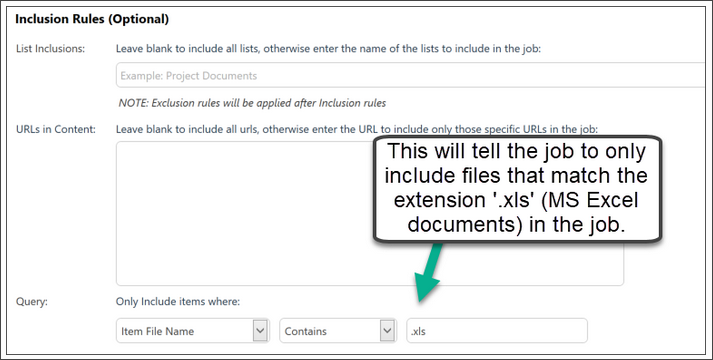 Inclusion Rules (Optional)
List Inclusions:
Leave blank to include all lists, otherwise enter the name of the lists to include in the job:
Example: Project Documents
NOTE: Exclusion rules will be applied after Inclusion rules
URLs in Content:
Leave blank to include all urls, otherwise enter the URL to include only those specific URLs in the job:
This will tell the job to only
include files that match the
extension '.xls' (MS Excel
documents) in the job.
Query:
Only Include items where:
Item File Name
Contains
.xls